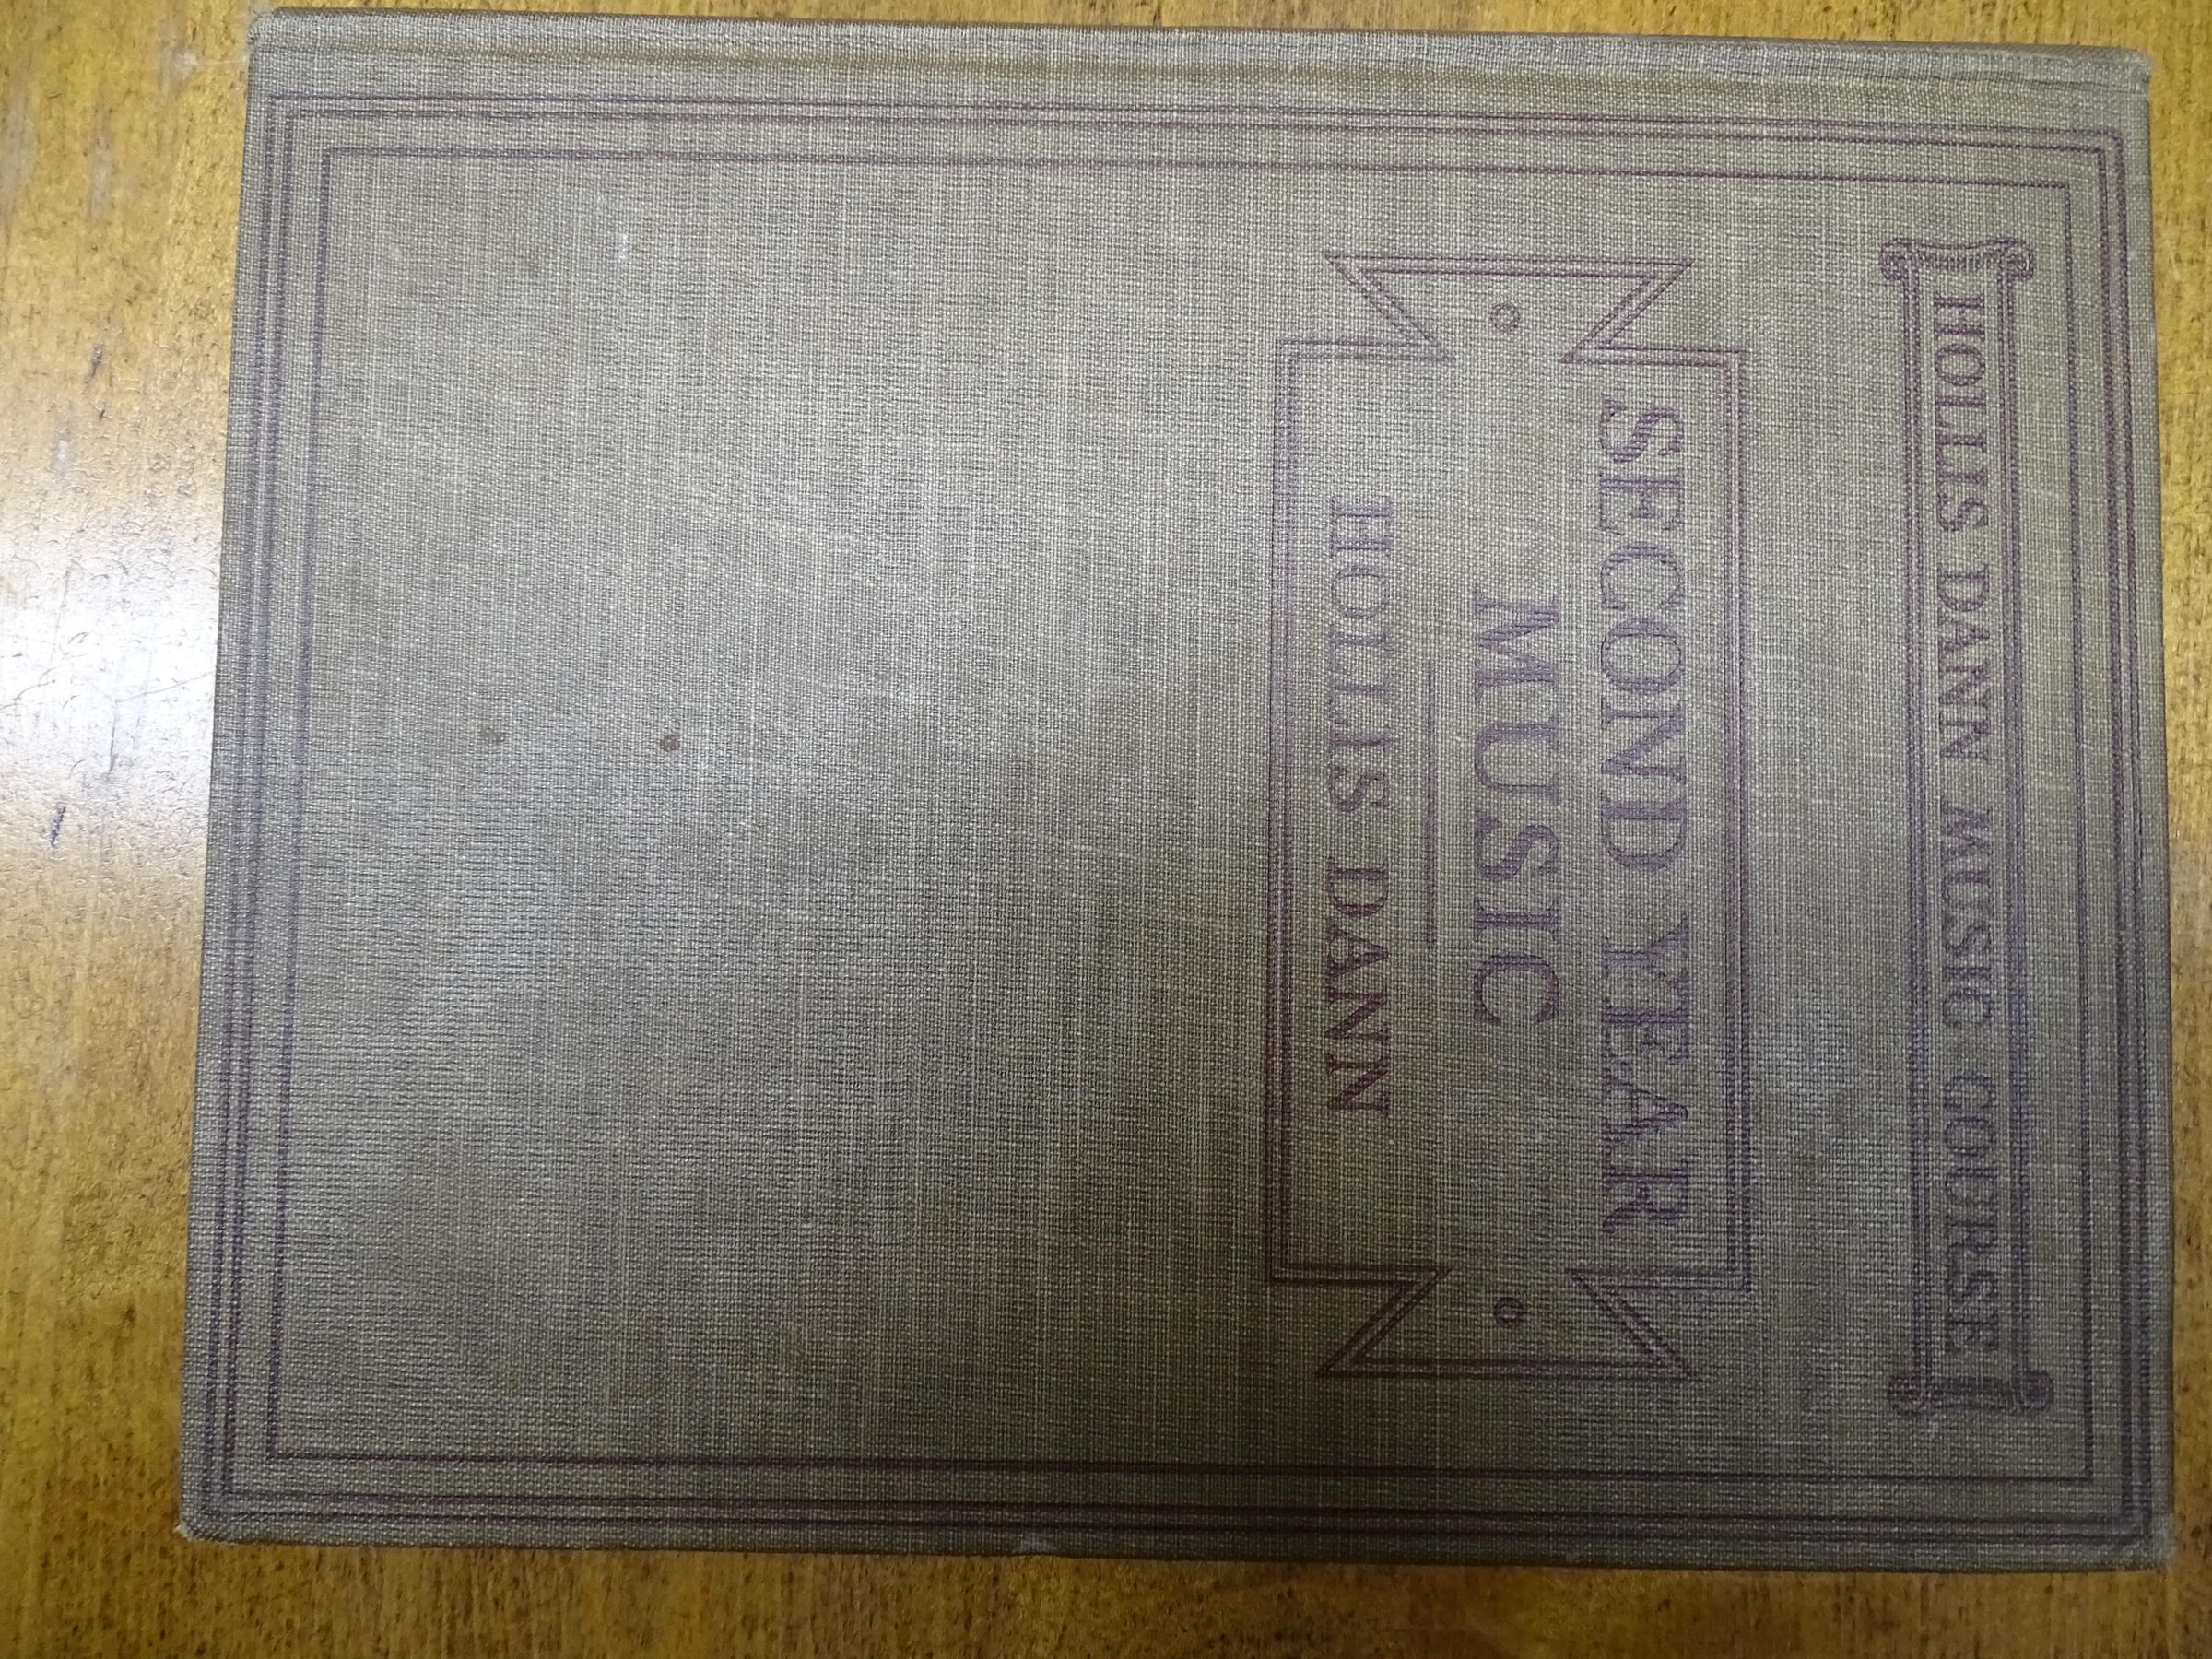 HOLLIS DANN MUSIC COURSE
SECOND YEAR
MUSIC
HOLLIS DANN